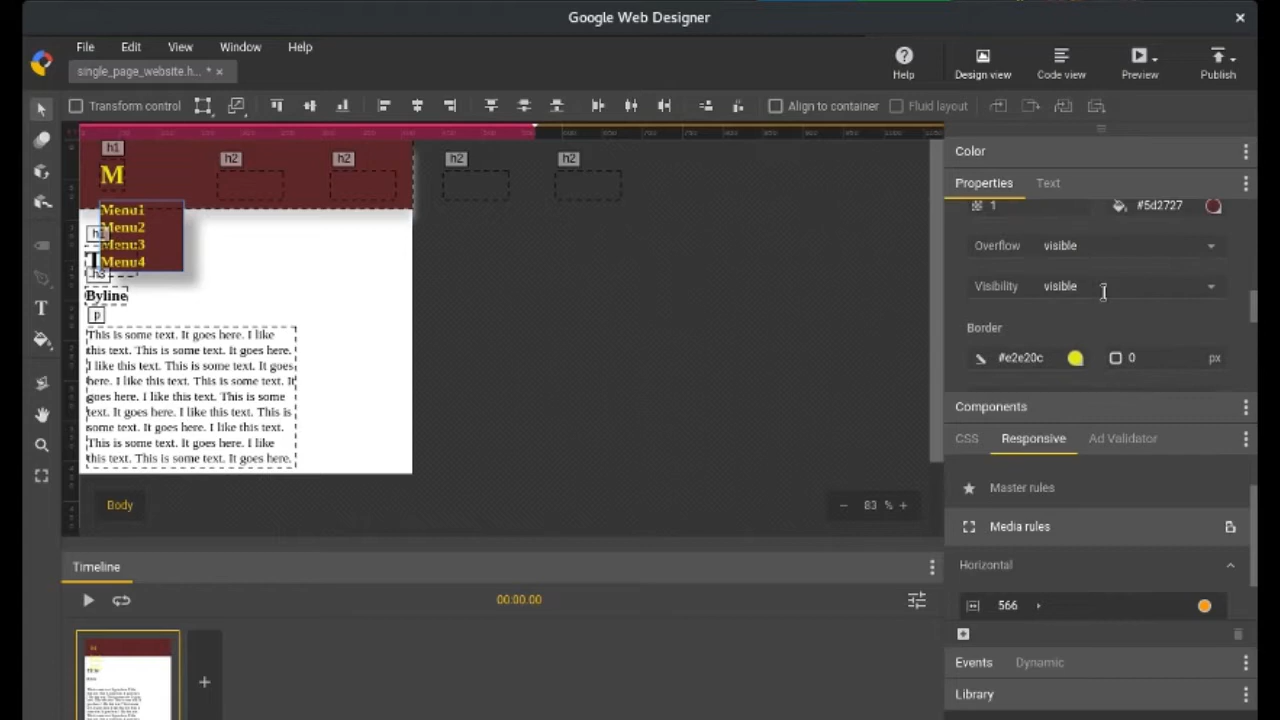 Google Web Designer
File Edit View Window Help
single_page_website.h... *
Help Design view Code view Preview Publish
Transform control Align to container Fluid layout
Color
Properties Text
1 #5d2727
Overflow visible
Visibility visible
Border
#e2e20c 0 px
Components
CSS Responsive Ad Validator
Master rules
Media rules
Horizontal
566
Events Dynamic
Library
h1
h2 h2 h2 h2
M
Menu1
Menu2
Menu3
Menu4
h3
Byline
p
This is some text. It goes here. I like
this text. This is some text. It goes here.
I like this text. This is some text. It goes
here. I like this text. This is some text. It
goes here. I like this text. This is some
text. It goes here. I like this text. This is
some text. It goes here. I like this text.
This is some text. It goes here. I like
this text. This is some text. It goes here.
Body
83 %
Timeline
00:00.00